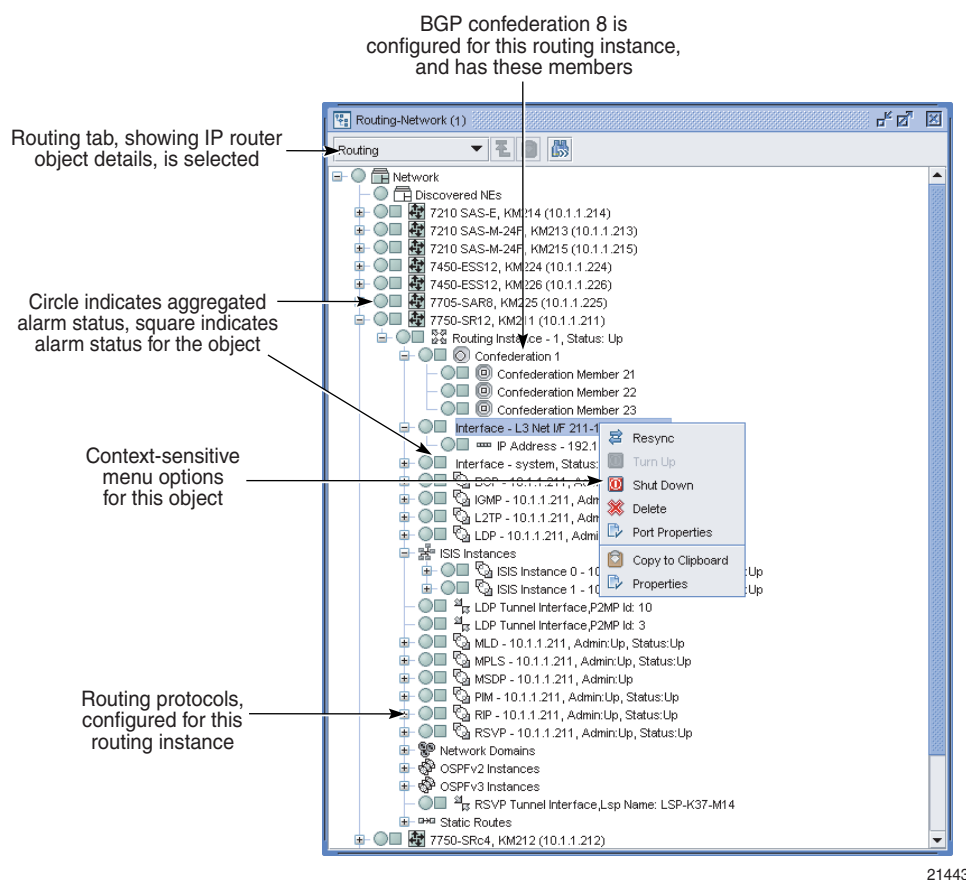 BGP confederation 8 is
configured for this routing instance,
and has these members
Routing-Network (1)
Routing tab, showing IP router
object details, is selected
Routing
Network
Discovered NEs
7210 SAS-E, KM214 (10.1.1.214)
7210 SAS-M-24F, KM213 (10.1.1.213)
7210 SAS-M-24F, KM215 (10.1.1.215)
7450-ESS12, KM224 (10.1.1.224)
7450-ESS12, KM226 (10.1.1.226)
Circle indicates aggregated
alarm status, square indicates
alarm status for the object
7705-SAR8, KM225 (10.1.1.225)
7750-SR12, KM211 (10.1.1.211)
Routing Instance - 1, Status: Up
Confederation 1
Confederation Member 21
Confederation Member 22
Confederation Member 23
Interface - L3 Net I/F 211-1
IP Address - 192.1
Interface - system, Status:
Context-sensitive
menu options
for this object
BGP - 10.1.1.211, Adm
IGMP - 10.1.1.211, Adm
L2TP - 10.1.1.211, Adm
LDP - 10.1.1.211, Admi
Resync
Turn Up
Shut Down
Delete
Port Properties
Copy to Clipboard
Properties
ISIS Instances
ISIS Instance 0 - 10 :Up
ISIS Instance 1 - 10 :Up
LDP Tunnel Interface,P2MP Id: 10
LDP Tunnel Interface,P2MP Id: 3
MLD - 10.1.1.211, Admin:Up, Status:Up
MPLS - 10.1.1.211, Admin:Up, Status:Up
MSDP - 10.1.1.211, Admin:Up
PIM - 10.1.1.211, Admin:Up, Status:Up
Routing protocols,
configured for this
routing instance
RIP - 10.1.1.211, Admin:Up, Status:Up
RSVP - 10.1.1.211, Admin:Up, Status:Up
Network Domains
OSPFv2 Instances
OSPFv3 Instances
RSVP Tunnel Interface,Lsp Name: LSP-K37-M14
Static Routes
7750-SRc4, KM212 (10.1.1.212)
21443